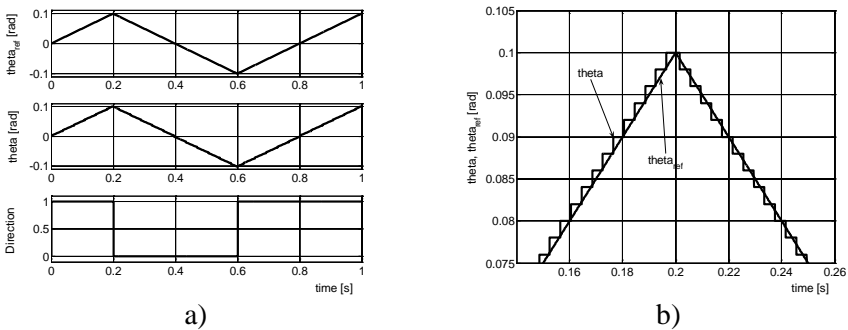 theta_ref [rad]
0.1
0
-0.1
0 0.2 0.4 0.6 0.8 1
theta [rad]
0.1
0
-0.1
0 0.2 0.4 0.6 0.8 1
Direction
1
0.5
0
0 0.2 0.4 0.6 0.8 1
time [s]
a)
theta, theta_ref [rad]
0.105
0.1
0.095
0.09
0.085
0.08
0.075
theta
theta_ref
0.16 0.18 0.2 0.22 0.24 0.26
time [s]
b)